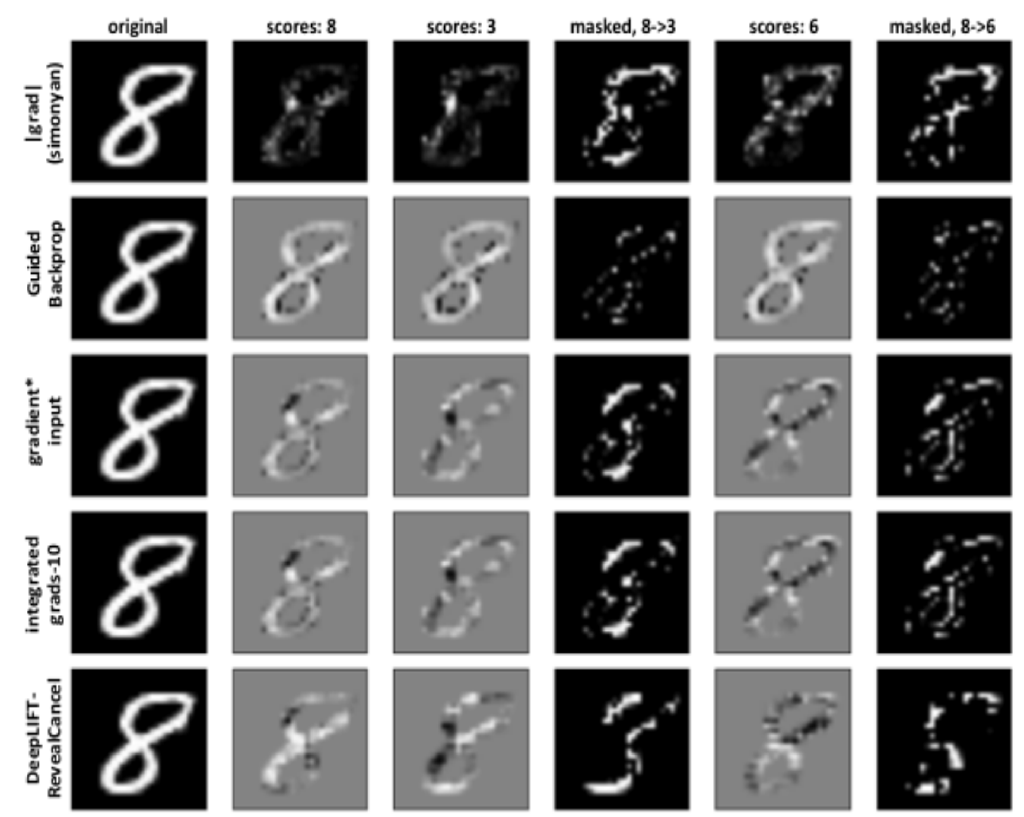 original scores: 8 scores: 3 masked, 8->3 scores: 6 masked, 8->6
|grad|
(simonyan)
Guided
Backprop
gradient*
input
integrated
grads-10
DeepLIFT-
RevealCancel